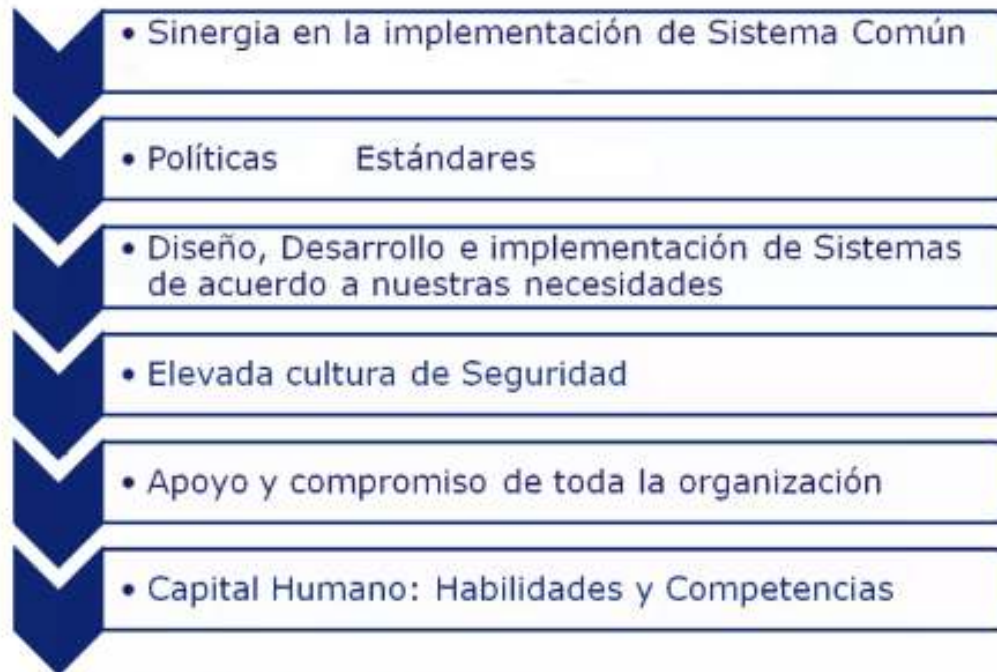 • Sinergia en la implementación de Sistema Común
• Políticas Estándares
• Diseño, Desarrollo e implementación de Sistemas
de acuerdo a nuestras necesidades
• Elevada cultura de Seguridad
• Apoyo y compromiso de toda la organización
• Capital Humano: Habilidades y Competencias